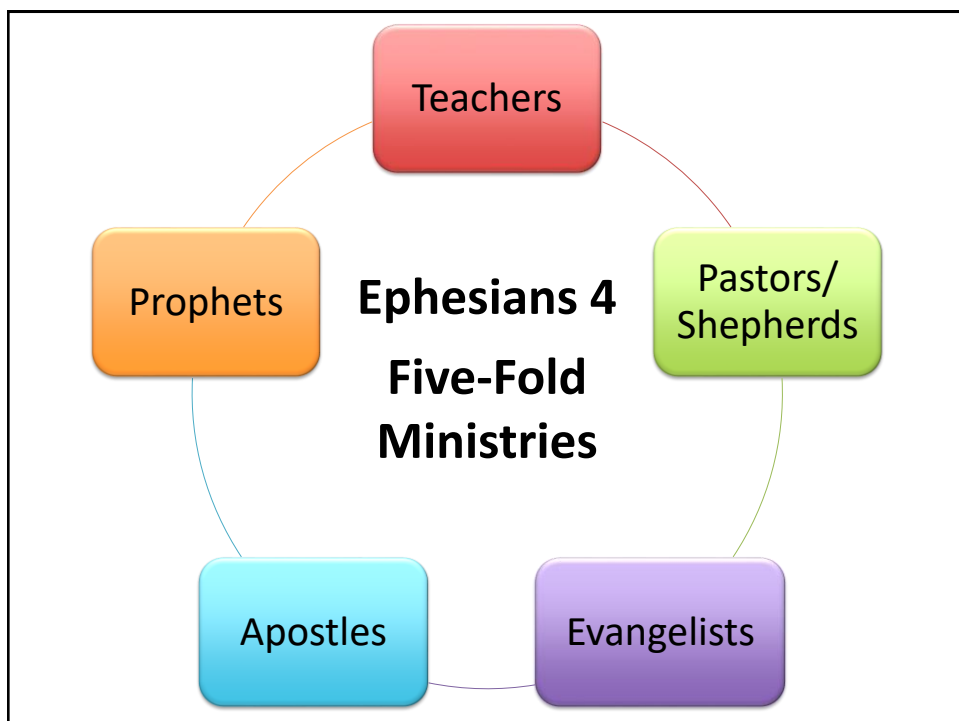 Teachers
Prophets
Pastors/
Shepherds
Ephesians 4
Five-Fold
Ministries
Apostles
Evangelists